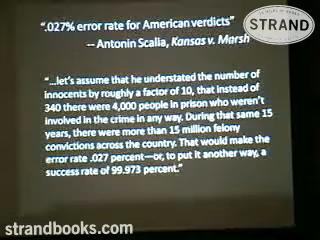 ".027% error rate for American verdicts"
-- Antonin Scalia, Kansas v. Marsh
STRAND
"...let's assume that he understated the number of
innocents by roughly a factor of 10, that instead of
340 there were 4,000 people in prison who weren't
involved in the crime in any way. During that same 15
years, there were more than 15 million felony
convictions across the country. That would make the
error rate .027 percent—or, to put it another way, a
success rate of 99.973 percent."
strandbooks.com